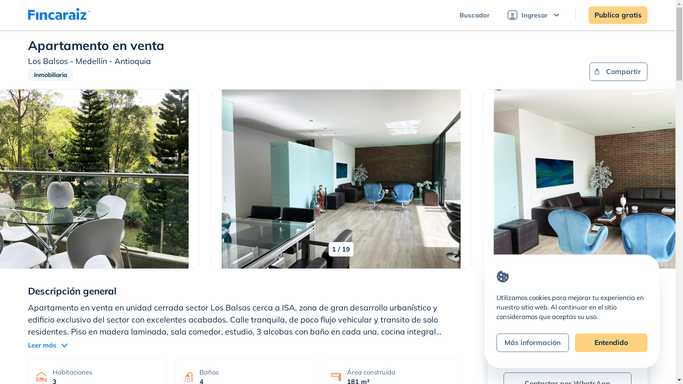 Fincaraiz
Buscador
Ingresar
Publica gratis
Apartamento en venta
Los Balsos - Medellín - Antioquia
Inmobiliaria
Compartir
1 / 19
Descripción general
Apartamento en venta en unidad cerrada sector Los Balsos cerca a ISA, zona de gran desarrollo urbanístico y
edificio exclusivo del sector con excelentes acabados. Calle tranquila, de poco flujo vehicular y transito de solo
residentes. Piso en madera laminada, sala comedor, estudio, 3 alcobas con baño en cada una, cocina integral...
Leer más
Habitaciones
3
Baños
4
Área construida
181 m²
Utilizamos cookies para mejorar tu experiencia en
nuestro sitio web. Al continuar en el sitio
consideramos que aceptas su uso.
Más información
Entendido
Contactar por WhatsApp